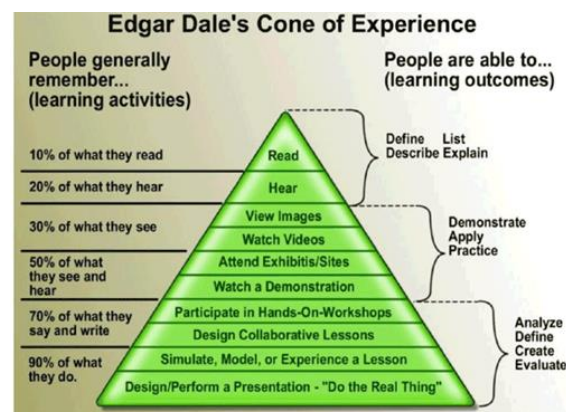 Edgar Dale's Cone of Experience
People generally
remember...
(learning activities)
People are able to...
(learning outcomes)
10% of what they read
20% of what they hear
30% of what they see
50% of what
they see and
hear
70% of what they
say and write
90% of what
they do.
Read
Hear
View Images
Watch Videos
Attend Exhibitis/Sites
Watch a Demonstration
Participate in Hands-On-Workshops
Design Collaborative Lessons
Simulate, Model, or Experience a Lesson
Design/Perform a Presentation - "Do the Real Thing"
Define List
Describe Explain
Demonstrate
Apply
Practice
Analyze
Define
Create
Evaluate